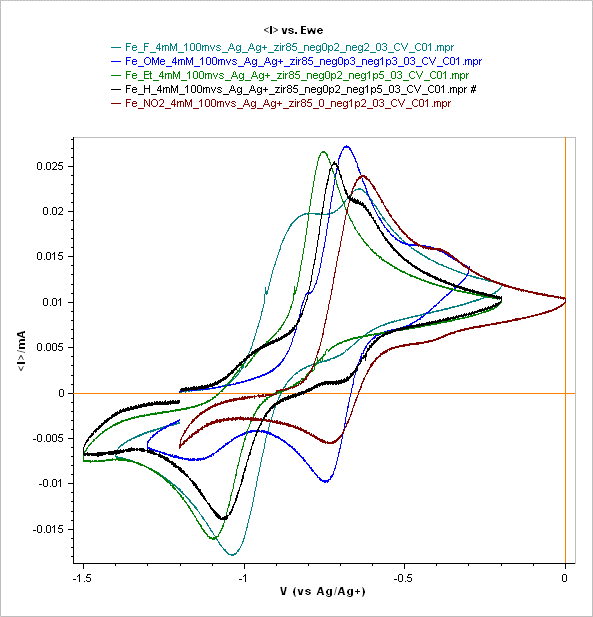 <I> vs. Ewe
Fe_F_4mM_100mvs_Ag_Ag+_zir85_neg0p2_neg2_03_CV_C01.mpr
Fe_OMe_4mM_100mvs_Ag_Ag+_zir85_neg0p3_neg1p3_03_CV_C01.mpr
Fe_Et_4mM_100mvs_Ag_Ag+_zir85_neg0p2_neg1p5_03_CV_C01.mpr
Fe_H_4mM_100mvs_Ag_Ag+_zir85_neg0p2_neg1p5_03_CV_C01.mpr #
Fe_NO2_4mM_100mvs_Ag_Ag+_zir85_0_neg1p2_03_CV_C01.mpr
0.025
0.02
0.015
0.01
0.005
0
-0.005
-0.01
-0.015
<I>/mA
-1.5
-1
-0.5
0
V (vs Ag/Ag+)